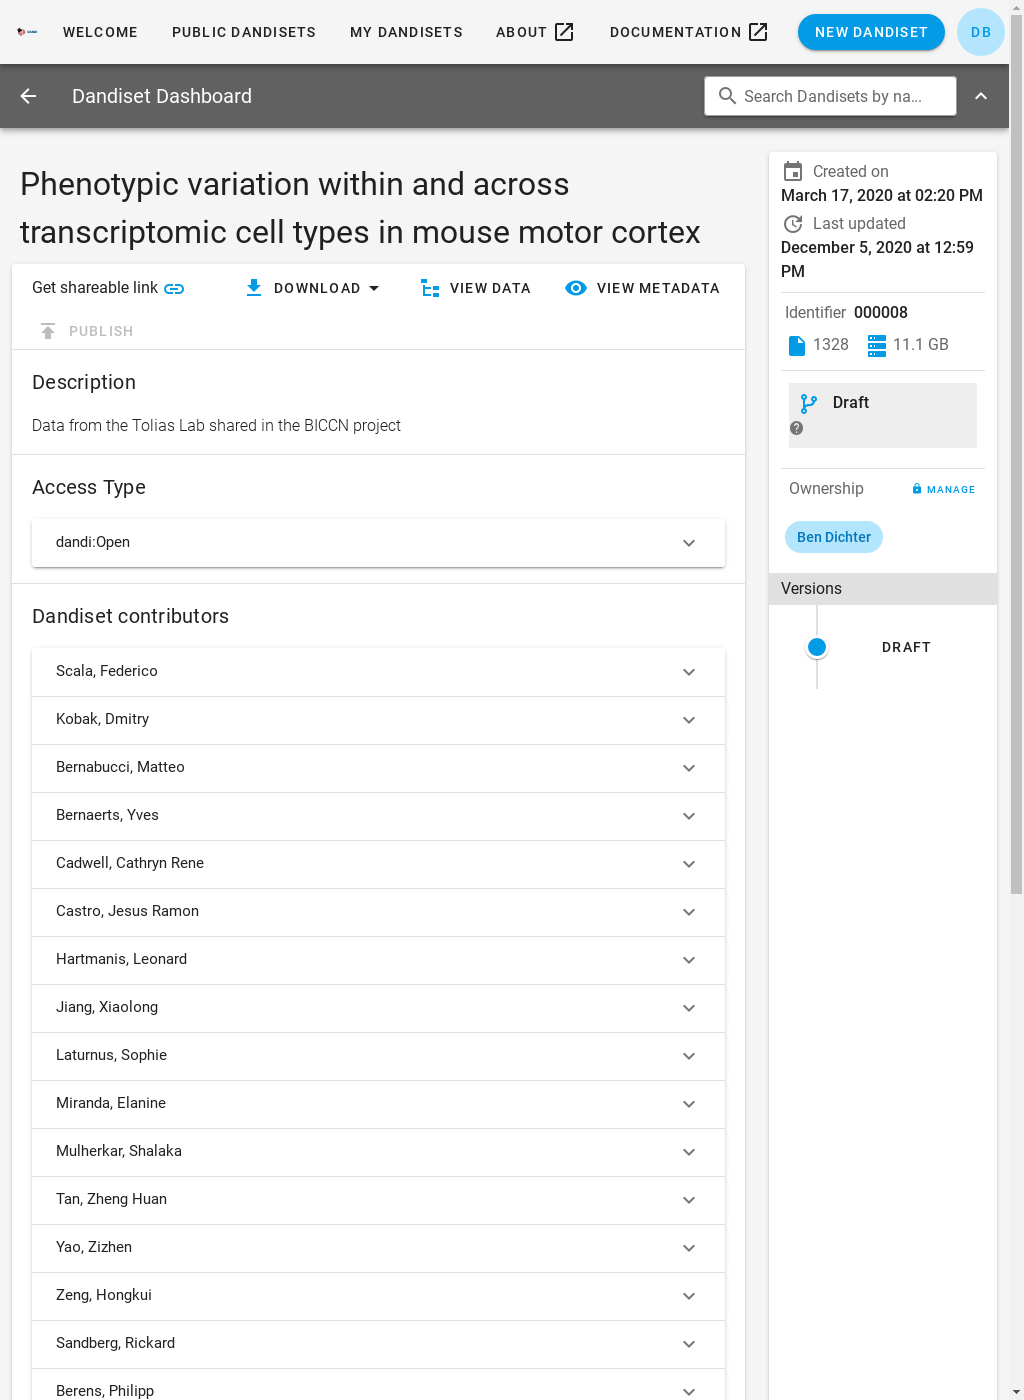 WELCOME
PUBLIC DANDISETS
MY DANDISETS
ABOUT
DOCUMENTATION
NEW DANDISET
DB
Dandiset Dashboard
Search Dandisets by na...
Phenotypic variation within and across
transcriptomic cell types in mouse motor cortex
Get shareable link
DOWNLOAD
VIEW DATA
VIEW METADATA
PUBLISH
Description
Data from the Tolias Lab shared in the BICCN project
Access Type
dandi:Open
Dandiset contributors
Scala, Federico
Kobak, Dmitry
Bernabucci, Matteo
Bernaerts, Yves
Cadwell, Cathryn Rene
Castro, Jesus Ramon
Hartmanis, Leonard
Jiang, Xiaolong
Laturnus, Sophie
Miranda, Elanine
Mulherkar, Shalaka
Tan, Zheng Huan
Yao, Zizhen
Zeng, Hongkui
Sandberg, Rickard
Berens, Philipp
Created on
March 17, 2020 at 02:20 PM
Last updated
December 5, 2020 at 12:59
PM
Identifier 000008
1328 11.1 GB
Draft
Ownership
MANAGE
Ben Dichter
Versions
DRAFT